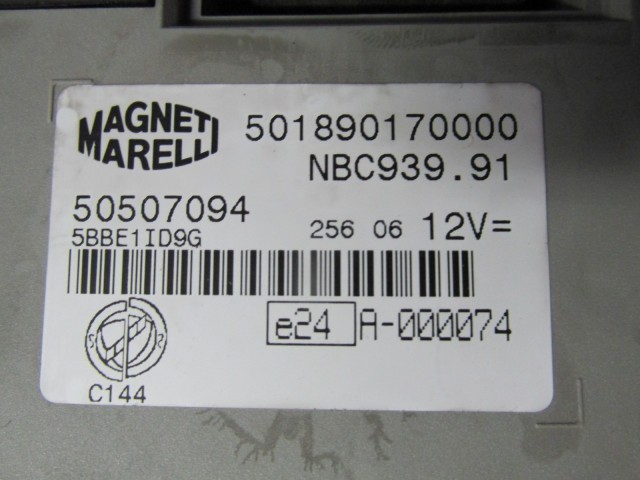 MAGNETI
MARELLI
501890170000
NBC939.91
50507094
5BBE1ID9G
256 06 12V=
e24 A-000074
C144